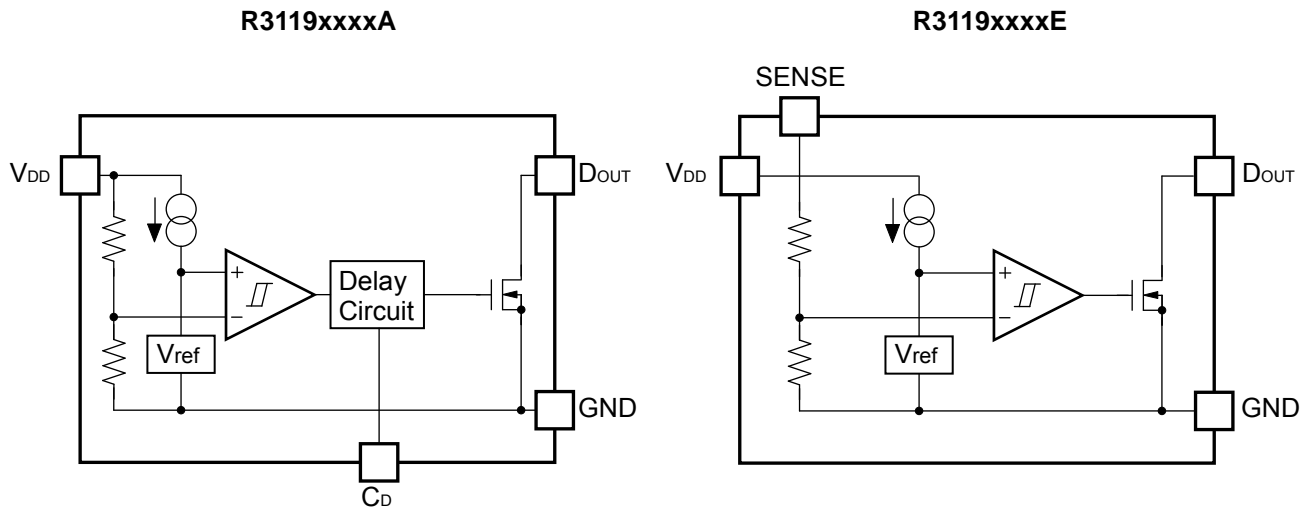 R3119xxxxA
VDD
DOUT
+
−
Delay
Circuit
Vref
GND
CD
R3119xxxxE
SENSE
VDD
DOUT
+
−
Vref
GND